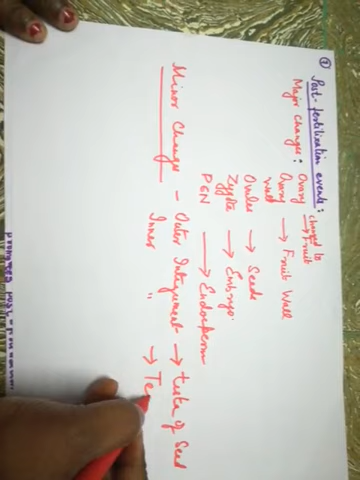 ② Post-fertilization events:
Major changes: Ovary changed to → Fruit
Ovary wall → Fruit Wall
Ovules → Seeds
Zygote → Embryo.
PEN → Endosperm
Minor Changes - Outer Integument → testa of Seed
Inner " → Te